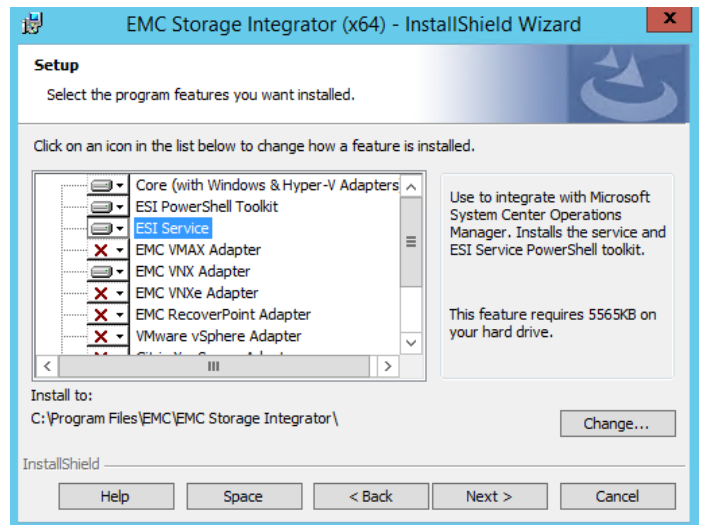 EMC Storage Integrator (x64) - InstallShield Wizard
x
Setup
Select the program features you want installed.
Click on an icon in the list below to change how a feature is installed.
Core (with Windows & Hyper-V Adapters
ESI PowerShell Toolkit
ESI Service
EMC VMAX Adapter
EMC VNX Adapter
EMC VNXe Adapter
EMC RecoverPoint Adapter
VMware vSphere Adapter
Use to integrate with Microsoft
System Center Operations
Manager. Installs the service and
ESI Service PowerShell toolkit.
This feature requires 5565KB on
your hard drive.
Install to:
C:\Program Files\EMC\EMC Storage Integrator\
Change...
InstallShield
Help
Space
< Back
Next >
Cancel